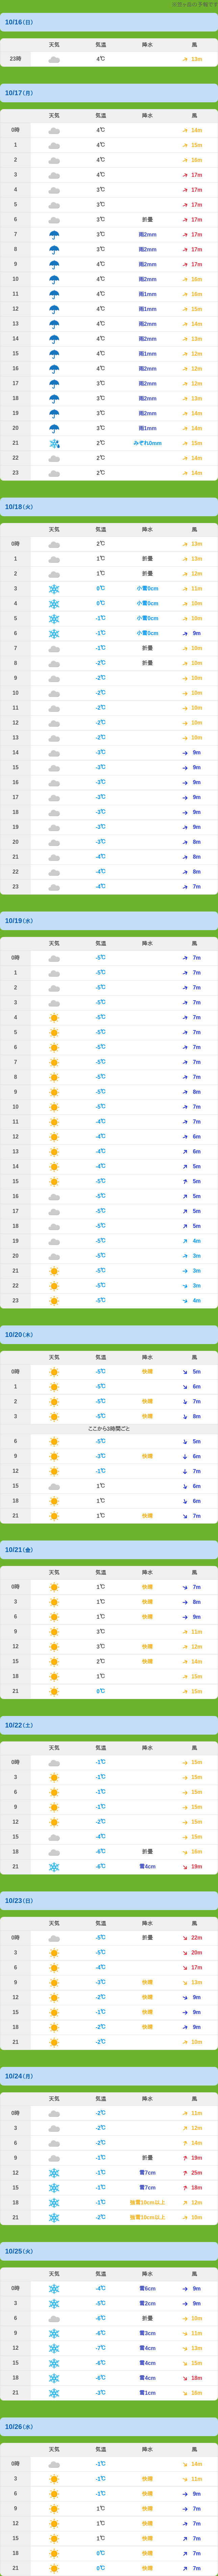 天気＆風の予報です
10/16(日)
天気 気温 降水 風
23時 4℃ 13m
10/17(月)
天気 気温 降水 風
0時 4℃ 14m
1 4℃ 15m
2 4℃ 16m
3 4℃ 17m
4 3℃ 17m
5 3℃ 17m
6 3℃ 折曇 17m
7 3℃ 雨2mm 17m
8 3℃ 雨2mm 17m
9 3℃ 雨2mm 17m
10 4℃ 雨2mm 16m
11 4℃ 雨1mm 16m
12 4℃ 雨1mm 15m
13 4℃ 雨2mm 14m
14 4℃ 雨2mm 13m
15 4℃ 雨1mm 12m
16 4℃ 雨2mm 12m
17 3℃ 雨2mm 12m
18 3℃ 雨2mm 13m
19 3℃ 雨2mm 14m
20 3℃ 雨1mm 14m
21 2℃ みぞれ0mm 15m
22 2℃ 14m
23 2℃ 14m
10/18(火)
天気 気温 降水 風
0時 2℃ 13m
1 1℃ 折曇 13m
2 1℃ 折曇 12m
3 0℃ 小雪0cm 11m
4 0℃ 小雪0cm 10m
5 -1℃ 小雪0cm 10m
6 -1℃ 小雪0cm 9m
7 -1℃ 折曇 10m
8 -2℃ 折曇 10m
9 -2℃ 10m
10 -2℃ 10m
11 -2℃ 10m
12 -2℃ 10m
13 -2℃ 10m
14 -3℃ 9m
15 -3℃ 9m
16 -3℃ 9m
17 -3℃ 9m
18 -3℃ 9m
19 -3℃ 9m
20 -3℃ 8m
21 -4℃ 8m
22 -4℃ 8m
23 -4℃ 7m
10/19(水)
天気 気温 降水 風
0時 -5℃ 7m
1 -5℃ 7m
2 -5℃ 7m
3 -5℃ 7m
4 -5℃ 7m
5 -5℃ 7m
6 -5℃ 7m
7 -5℃ 7m
8 -5℃ 7m
9 -5℃ 8m
10 -5℃ 7m
11 -4℃ 7m
12 -4℃ 6m
13 -4℃ 6m
14 -4℃ 5m
15 -5℃ 5m
16 -5℃ 5m
17 -5℃ 5m
18 -5℃ 5m
19 -5℃ 4m
20 -5℃ 3m
21 -5℃ 3m
22 -5℃ 3m
23 -5℃ 4m
10/20(木)
天気 気温 降水 風
0時 -5℃ 快晴 5m
1 -5℃ 6m
2 -5℃ 快晴 7m
3 -5℃ 快晴 8m
ここから3時間ごと
6 -5℃ 5m
9 -3℃ 快晴 6m
12 -1℃ 7m
15 1℃ 6m
18 1℃ 6m
21 1℃ 快晴 7m
10/21(金)
天気 気温 降水 風
0時 1℃ 快晴 7m
3 1℃ 快晴 8m
6 1℃ 快晴 9m
9 3℃ 11m
12 3℃ 快晴 12m
15 2℃ 快晴 14m
18 1℃ 15m
21 0℃ 15m
10/22(土)
天気 気温 降水 風
0時 -1℃ 15m
3 -1℃ 15m
6 -1℃ 15m
9 -1℃ 15m
12 -2℃ 15m
15 -4℃ 15m
18 -6℃ 折曇 16m
21 -6℃ 雪4cm 19m
10/23(日)
天気 気温 降水 風
0時 -5℃ 折曇 22m
3 -5℃ 20m
6 -4℃ 17m
9 -3℃ 快晴 13m
12 -2℃ 快晴 9m
15 -1℃ 快晴 9m
18 -2℃ 快晴 9m
21 -2℃ 10m
10/24(月)
天気 気温 降水 風
0時 -2℃ 11m
3 -2℃ 12m
6 -2℃ 14m
9 -1℃ 折曇 19m
12 -1℃ 雪7cm 25m
15 -1℃ 雪7cm 18m
18 -1℃ 強雪10cm以上 12m
21 -2℃ 強雪10cm以上 10m
10/25(火)
天気 気温 降水 風
0時 -4℃ 雪6cm 9m
3 -5℃ 雪2cm 9m
6 -6℃ 折曇 10m
9 -6℃ 雪3cm 11m
12 -7℃ 雪4cm 13m
15 -6℃ 雪4cm 15m
18 -6℃ 雪4cm 18m
21 -3℃ 雪1cm 16m
10/26(水)
天気 気温 降水 風
0時 -1℃ 14m
3 -1℃ 快晴 11m
6 -1℃ 快晴 9m
9 1℃ 快晴 7m
12 1℃ 快晴 7m
15 1℃ 快晴 7m
18 0℃ 快晴 7m
21 0℃ 快晴 7m